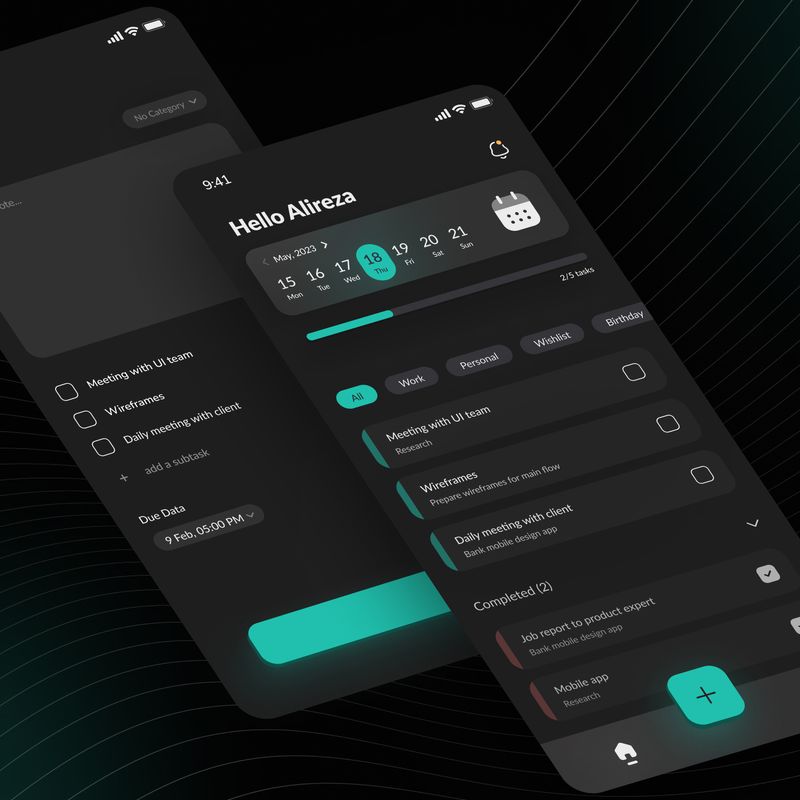 No Category
ote...
Meeting with UI team
Wireframes
Daily meeting with client
+ add a subtask
Due Data
9 Feb, 05:00 PM
9:41
Hello Alireza
May, 2023
15 16 17 18 19 20 21
Mon Tue Wed Thu Fri Sat Sun
2/5 tasks
All Work Personal Wishlist Birthday
Meeting with UI team
Research
Wireframes
Prepare wireframes for main flow
Daily meeting with client
Bank mobile design app
Completed (2)
Job report to product expert
Bank mobile design app
Mobile app
Research